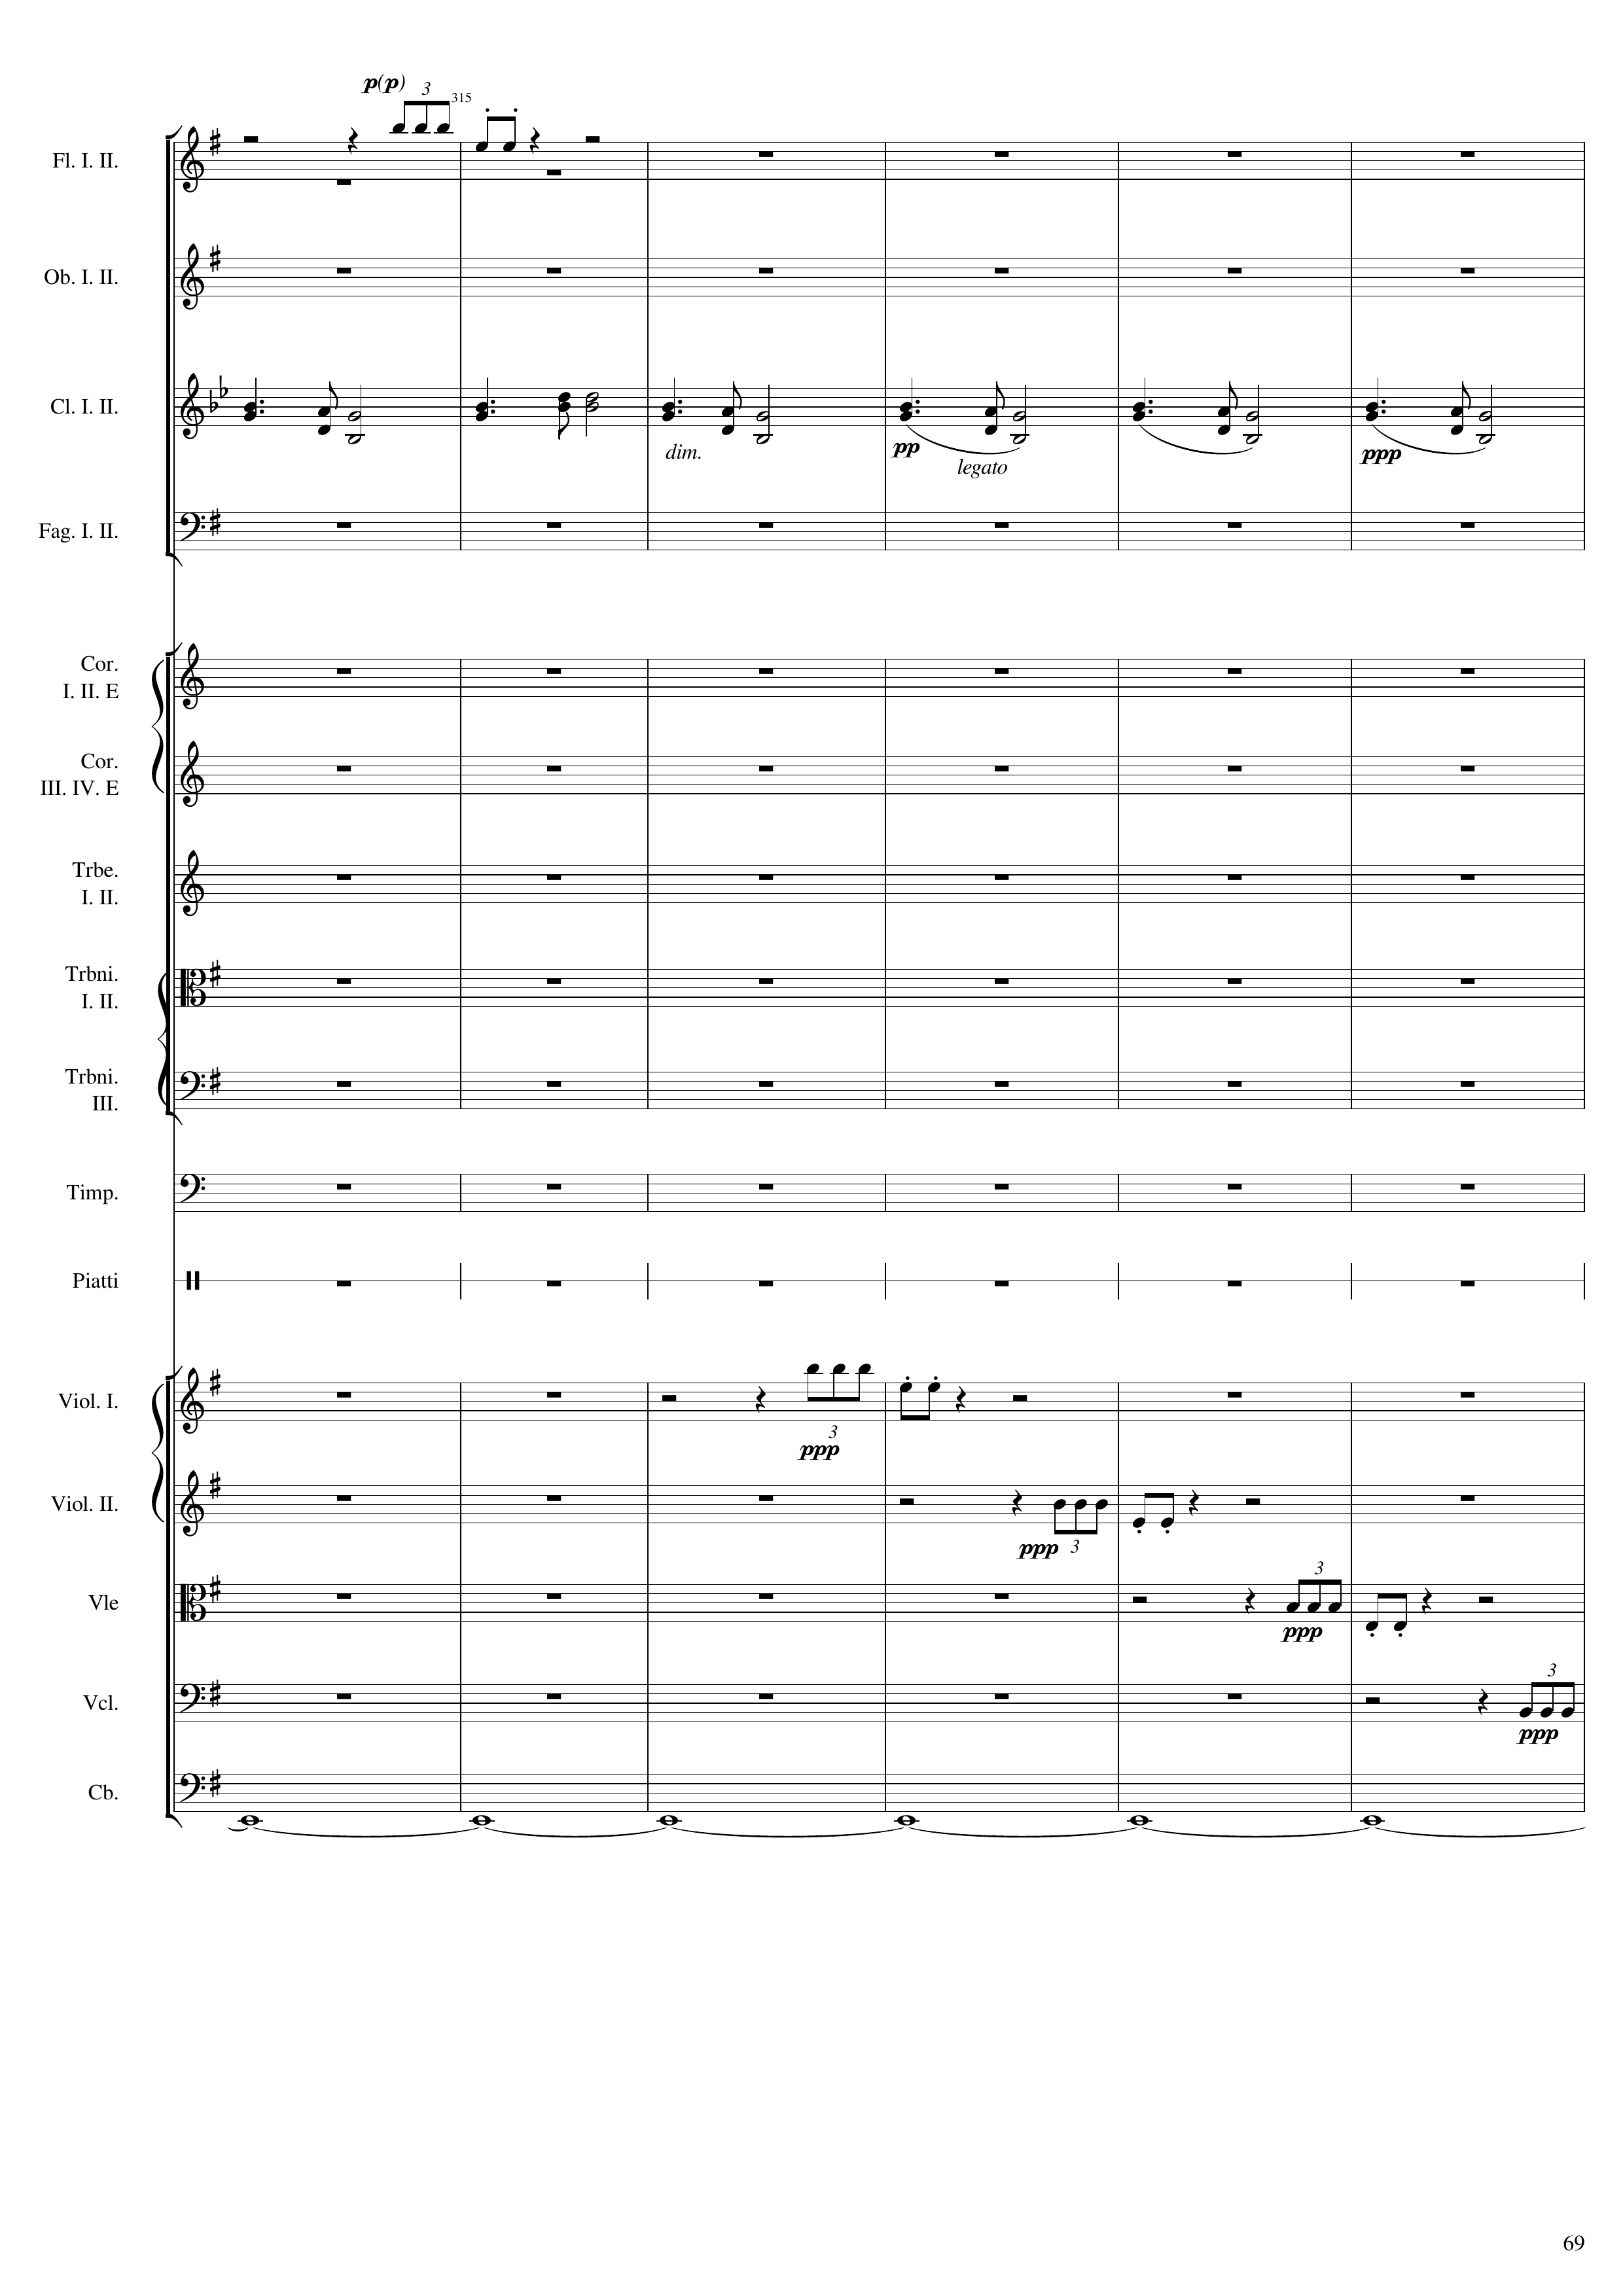 p(p)
3
315
Fl. I. II.
Ob. I. II.
Cl. I. II.
dim.
pp
legato
ppp
Fag. I. II.
Cor.
I. II. E
Cor.
III. IV. E
Trbe.
I. II.
Trbni.
I. II.
Trbni.
III.
Timp.
Piatti
Viol. I.
3
ppp
Viol. II.
ppp
3
Vle
3
ppp
Vcl.
3
ppp
Cb.
69